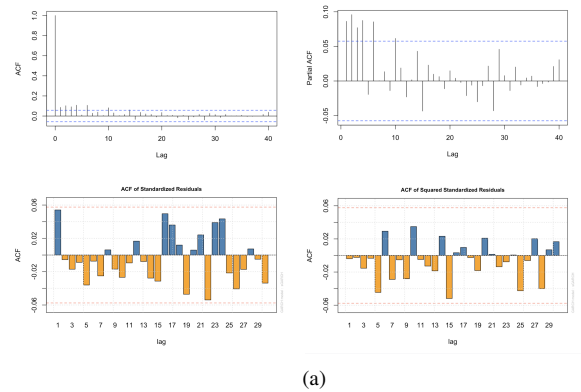 ACF
0.0 0.2 0.4 0.6 0.8 1.0
0 10 20 30 40
Lag
Partial ACF
-0.05 0.00 0.05
0 10 20 30 40
Lag
ACF of Standardized Residuals
ACF
-0.06 -0.02 0.02 0.06
1 3 5 7 9 11 13 15 17 19 21 23 25 27 29
lag
ACF of Squared Standardized Residuals
ACF
-0.06 -0.02 0.02 0.06
1 3 5 7 9 11 13 15 17 19 21 23 25 27 29
lag
(a)